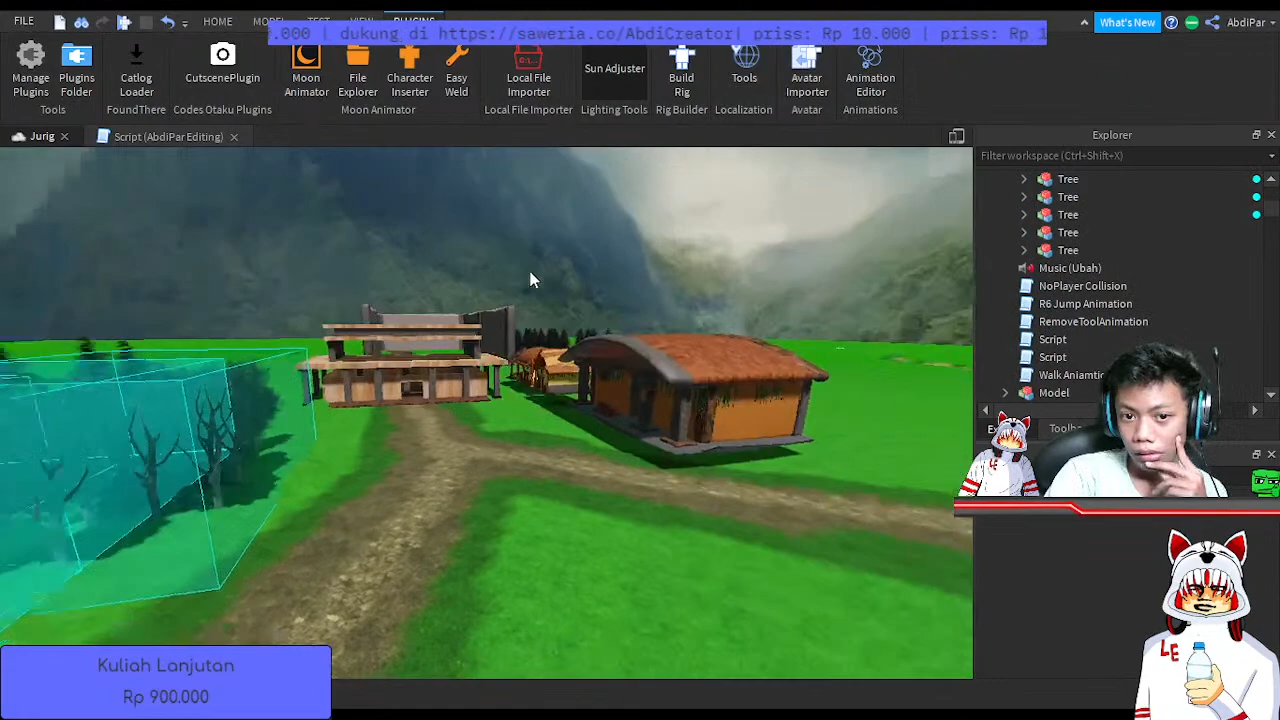 FILE
HOME
TEST
What's New
AbdiPar
.000 | dukung di https://saweria.co/AbdiCreator| priss: Rp 10.000 | priss: Rp 1
Manage Plugins
Plugins Folder
Catlog Loader
CutscenePlugin
Moon Animator
File Explorer
Character Inserter
Easy Weld
Local File Importer
Sun Adjuster
Build Rig
Tools
Avatar Importer
Animation Editor
Tools
FoundThere
Codes Otaku Plugins
Moon Animator
Local File Importer
Lighting Tools
Rig Builder
Localization
Avatar
Animations
Jurig
Script (AbdiPar Editing)
Explorer
Filter workspace (Ctrl+Shift+X)
Tree
Tree
Tree
Tree
Tree
Music (Ubah)
NoPlayer Collision
R6 Jump Animation
RemoveToolAnimation
Script
Script
Walk Aniamtio
Model
LE
LE
Kuliah Lanjutan
Rp 900.000